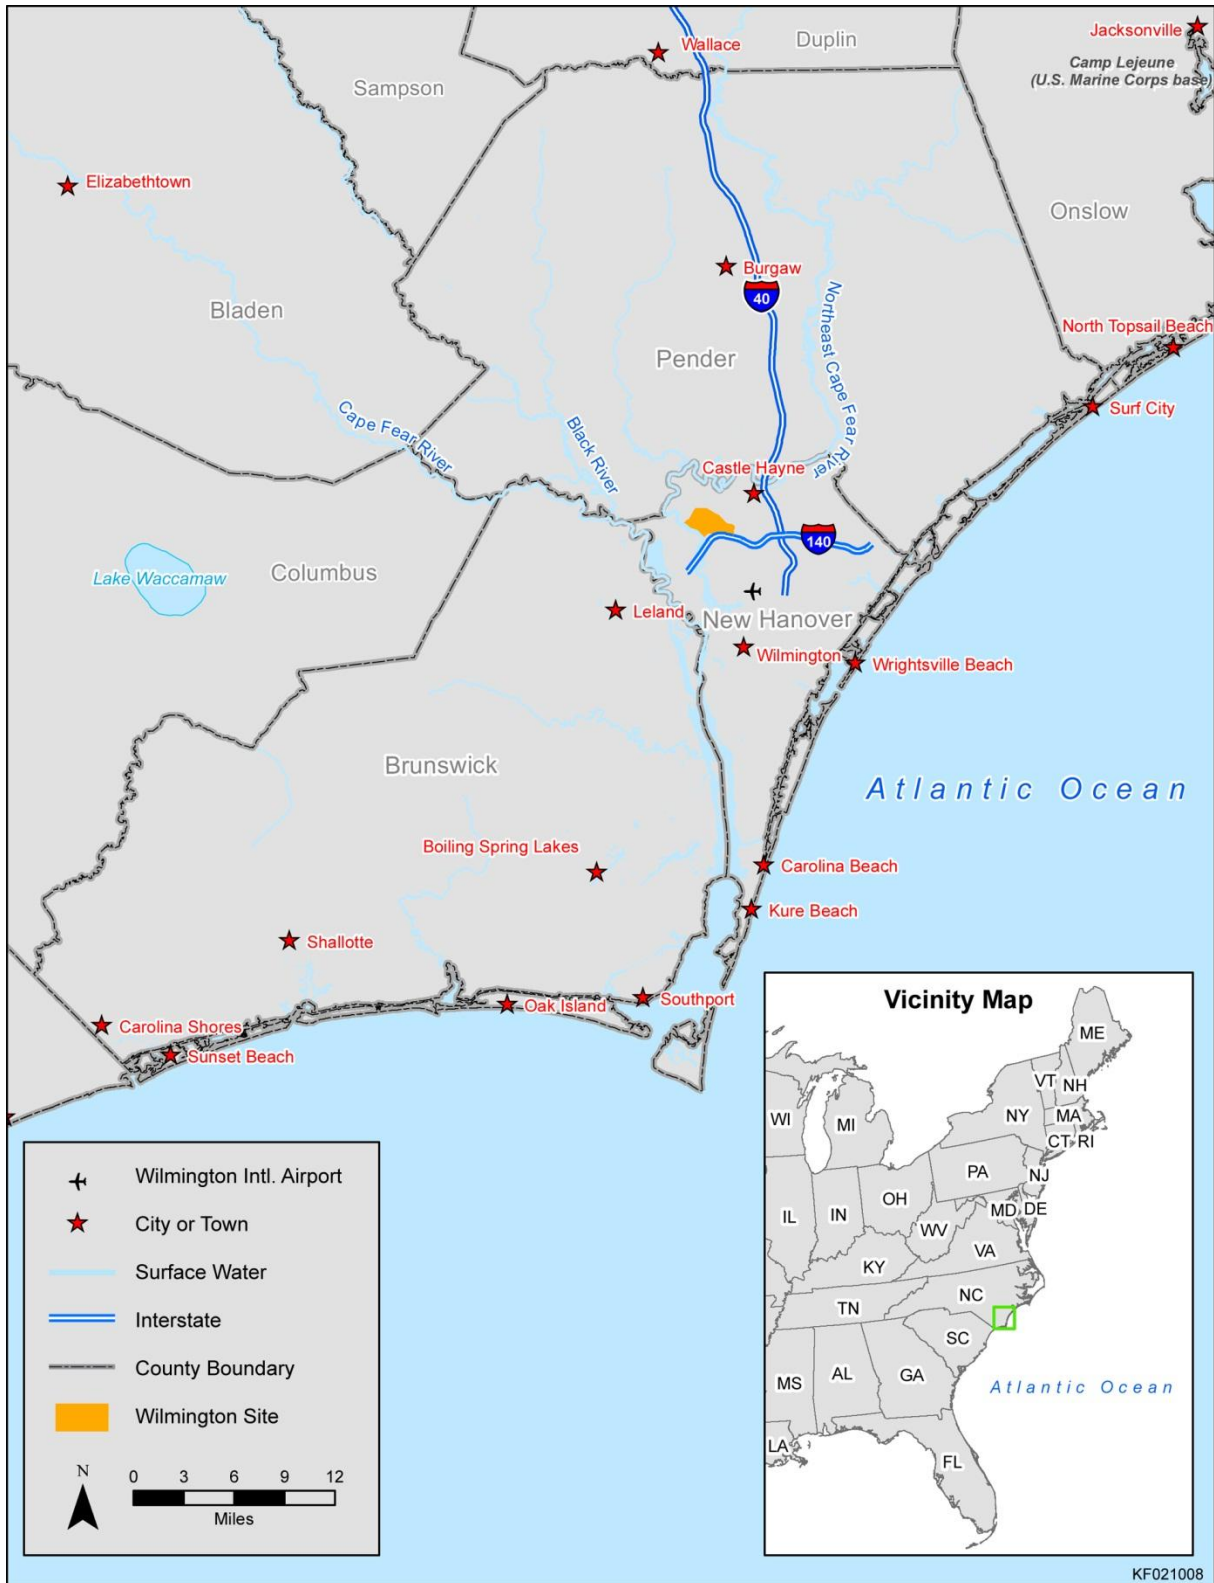 Duplin
Jacksonville
Wallace
Camp Lejeune
(U.S. Marine Corps base)
Sampson
Elizabethtown
Onslow
Burgaw
40
Bladen
Northeast Cape Fear River
North Topsail Beach
Pender
Surf City
Cape Fear River
Black River
Castle Hayne
140
Lake Waccamaw
Columbus
Leland
New Hanover
Wilmington
Wrightsville Beach
Brunswick
Atlantic Ocean
Boiling Spring Lakes
Carolina Beach
Kure Beach
Shallotte
Southport
Oak Island
Carolina Shores
Sunset Beach
Wilmington Intl. Airport
City or Town
Surface Water
Interstate
County Boundary
Wilmington Site
N
0 3 6 9 12
Miles
Vicinity Map
ME
VT
NH
WI
MI
NY
MA
CT
RI
PA
NJ
OH
IL
IN
MD
DE
WV
VA
KY
NC
TN
SC
MS
AL
GA
Atlantic Ocean
LA
FL
KF021008